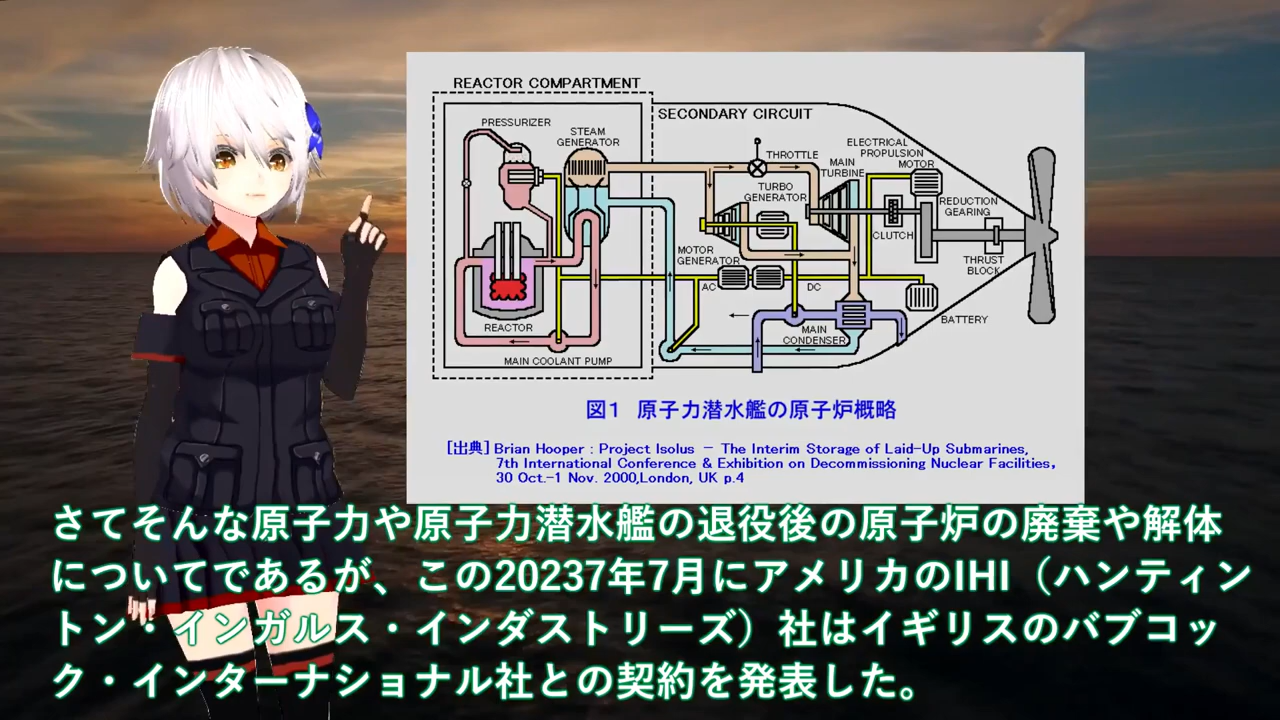 REACTOR COMPARTMENT
SECONDARY CIRCUIT
PRESSURIZER
STEAM
GENERATOR
THROTTLE
ELECTRICAL
PROPULSION
MOTOR
MAIN
TURBINE
TURBO
GENERATOR
REDUCTION
GEARING
CLUTCH
MOTOR
GENERATOR
THRUST
BLOCK
AC
DC
BATTERY
REACTOR
MAIN
CONDENSER
MAIN COOLANT PUMP
図1 原子力潜水艦の原子炉概略
[出典] Brian Hooper : Project Isolus － The Interim Storage of Laid-Up Submarines,
7th International Conference & Exhibition on Decommissioning Nuclear Facilities,
30 Oct.-1 Nov. 2000,London, UK p.4
さてそんな原子力や原子力潜水艦の退役後の原子炉の廃棄や解体
についてであるが、この20237年7月にアメリカのIHI（ハンティン
トン・インガルス・インダストリーズ）社はイギリスのバブコッ
ク・インターナショナル社との契約を発表した。